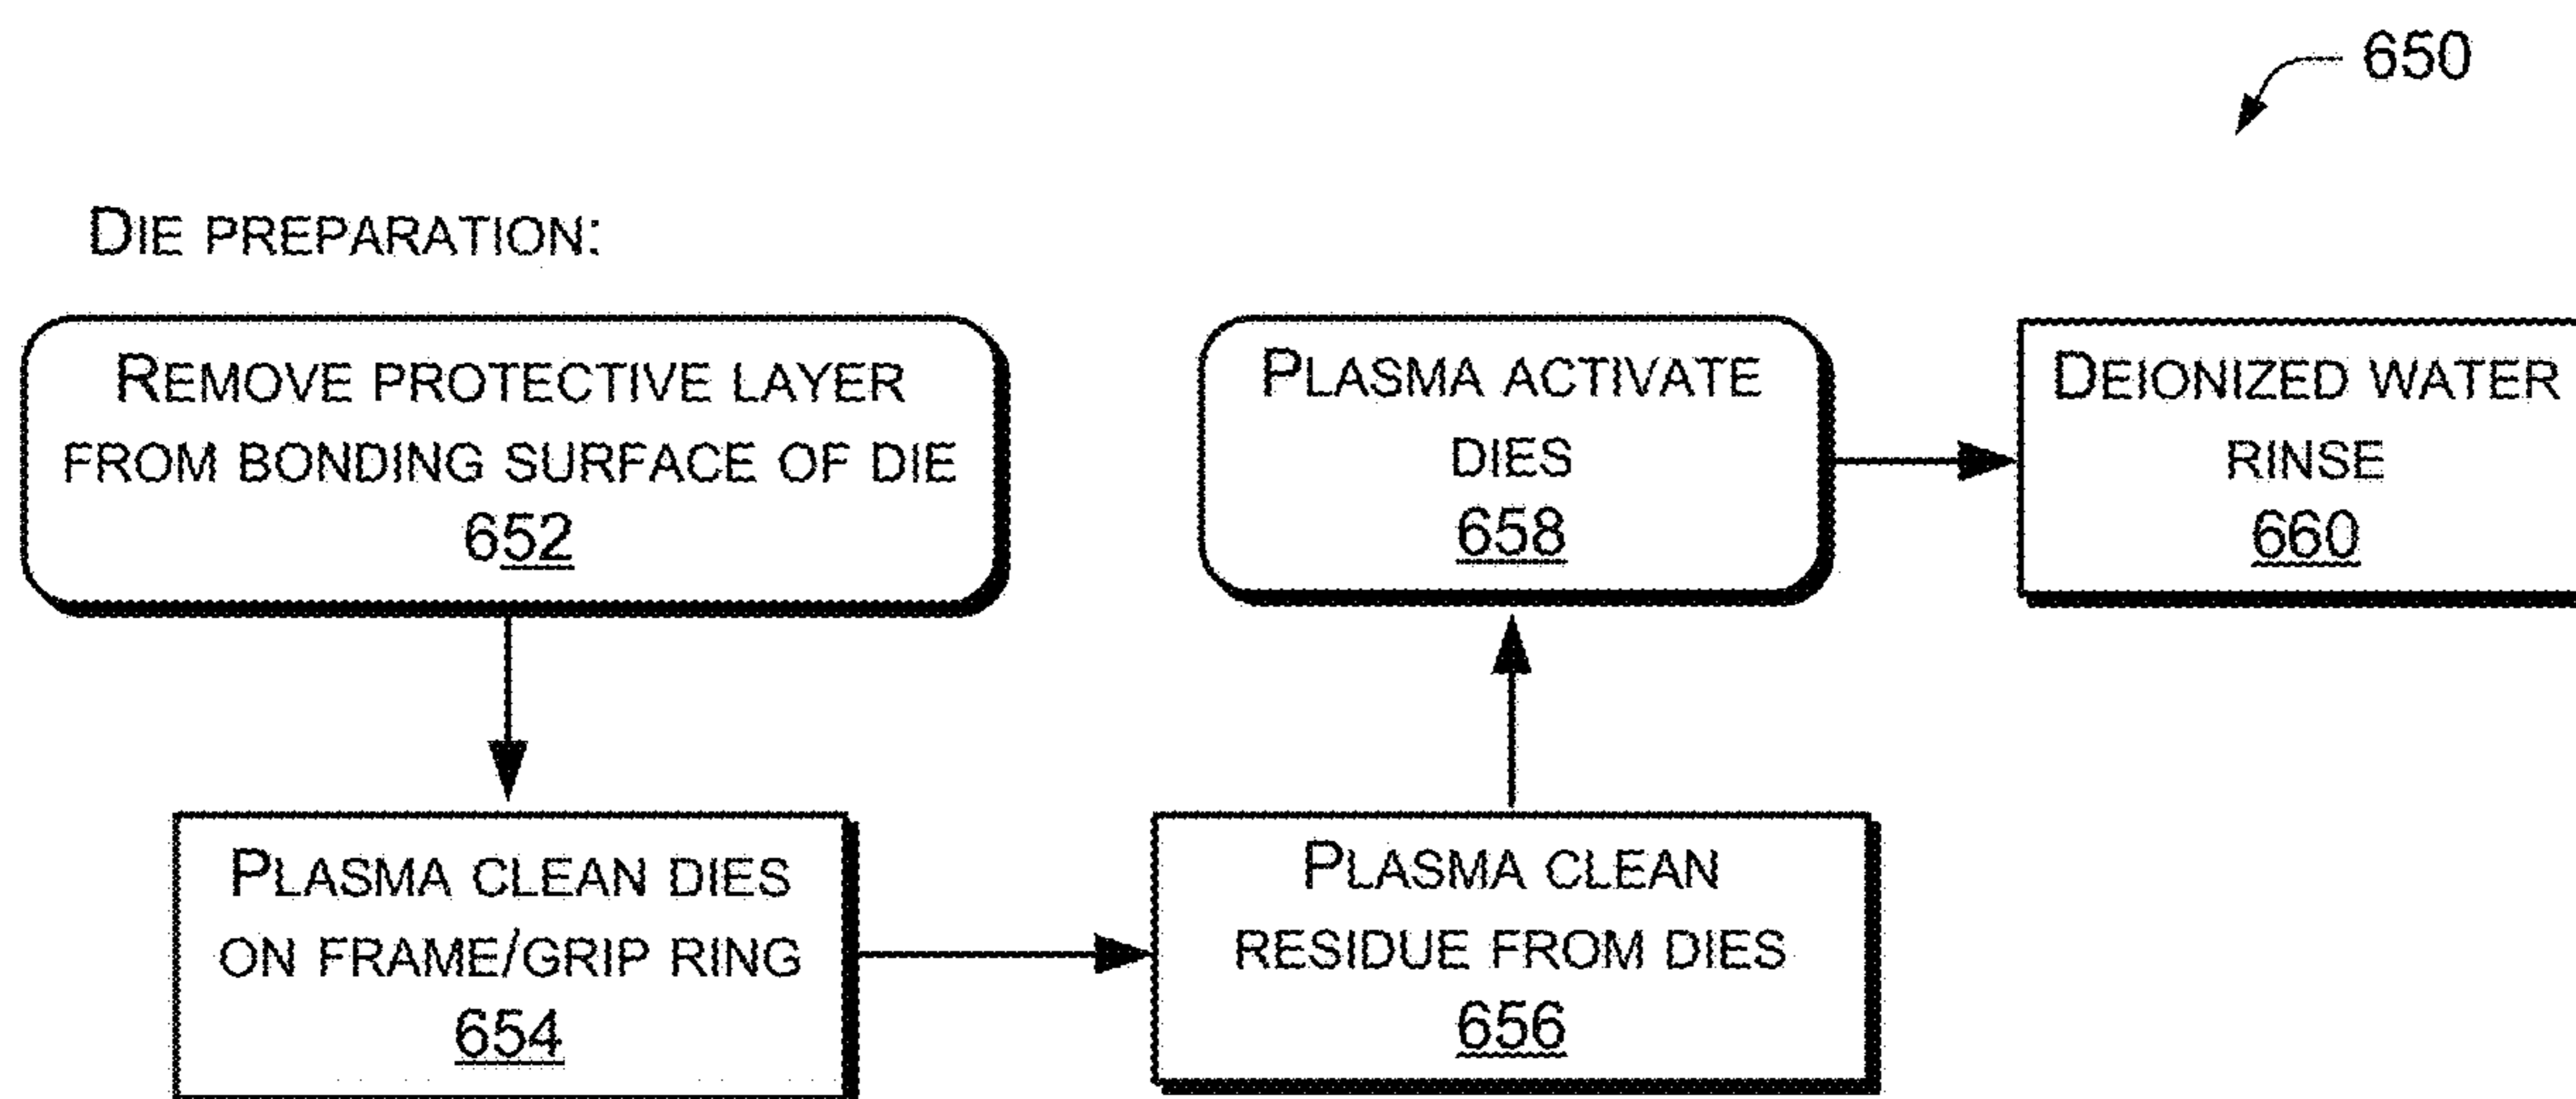 650
DIE PREPARATION:
REMOVE PROTECTIVE LAYER
FROM BONDING SURFACE OF DIE
652
PLASMA CLEAN DIES
ON FRAME/GRIP RING
654
PLASMA CLEAN
RESIDUE FROM DIES
656
PLASMA ACTIVATE
DIES
658
DEIONIZED WATER
RINSE
660